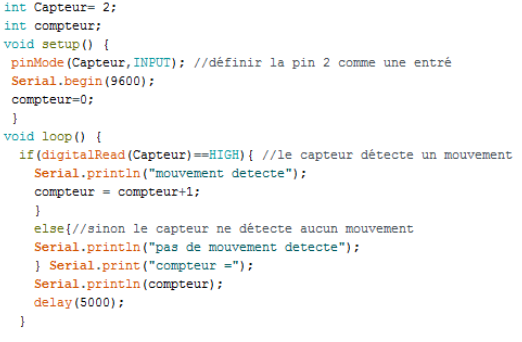 int Capteur= 2;
int compteur;
void setup() {
pinMode(Capteur,INPUT); //définir la pin 2 comme une entré
Serial.begin(9600);
compteur=0;
}
void loop() {
if(digitalRead(Capteur)==HIGH){ //le capteur détecte un mouvement
Serial.println("mouvement detecte");
compteur = compteur+1;
}
else{//sinon le capteur ne détecte aucun mouvement
Serial.println("pas de mouvement detecte");
} Serial.print("compteur =");
Serial.println(compteur);
delay(5000);
}